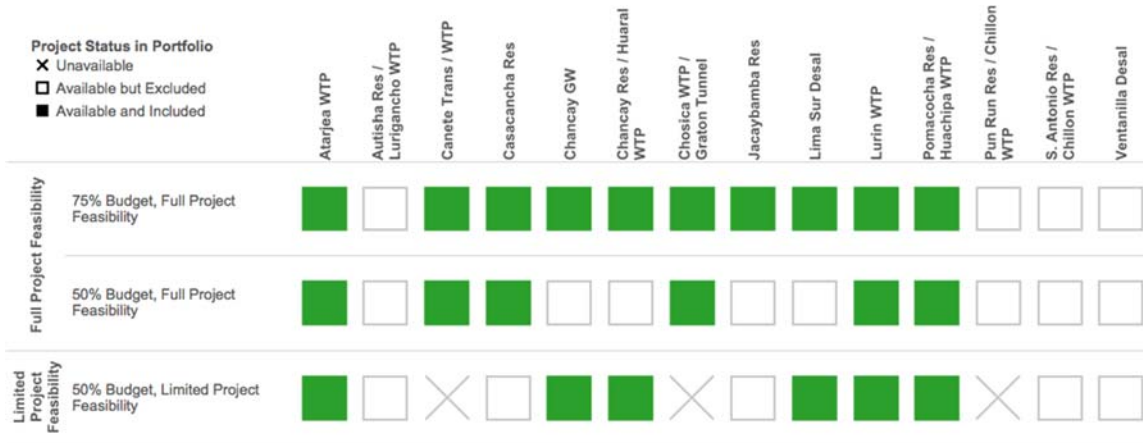 Project Status in Portfolio
Unavailable
Available but Excluded
Available and Included
Atarjea WTP
Autisha Res /
Lurigancho WTP
Canete Trans / WTP
Casacancha Res
Chancay GW
Chancay Res / Huaral
WTP
Chosica WTP /
Graton Tunnel
Jacaybamba Res
Lima Sur Desal
Lurin WTP
Pomacocha Res /
Huachipa WTP
Pun Run Res / Chillon
WTP
S. Antonio Res /
Chillon WTP
Ventanilla Desal
Full Project Feasibility
75% Budget, Full Project
Feasibility
50% Budget, Full Project
Feasibility
Limited
Project
Feasibility
50% Budget, Limited Project
Feasibility